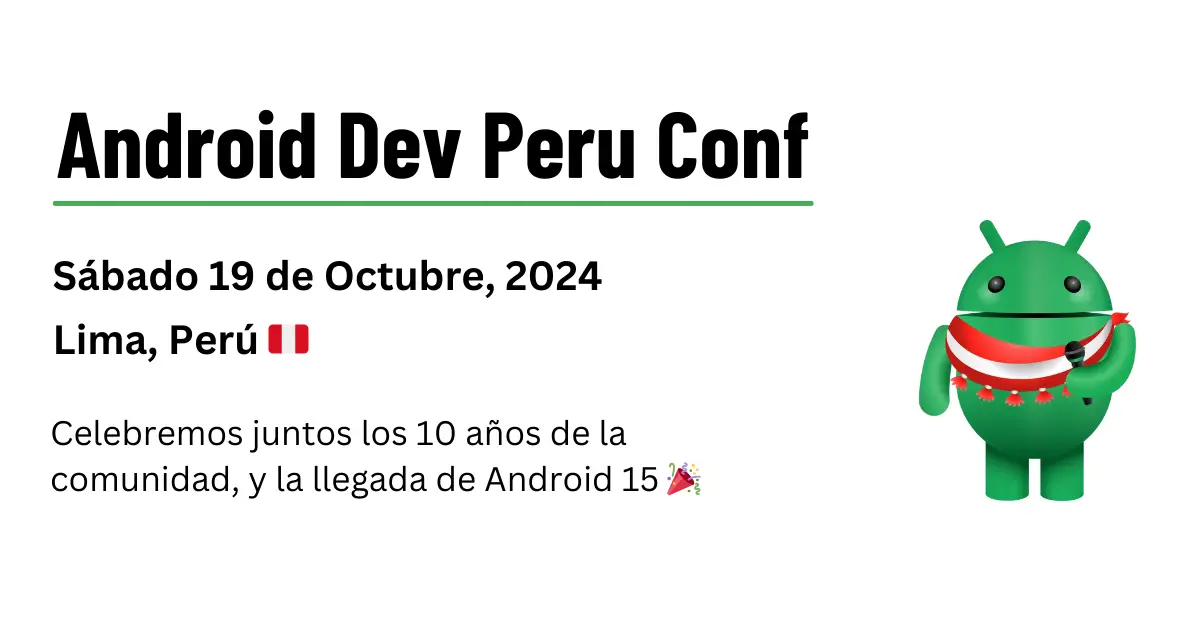 Android Dev Peru Conf
Sábado 19 de Octubre, 2024
Lima, Perú 🇵🇪
Celebremos juntos los 10 años de la
comunidad, y la llegada de Android 15 🎉